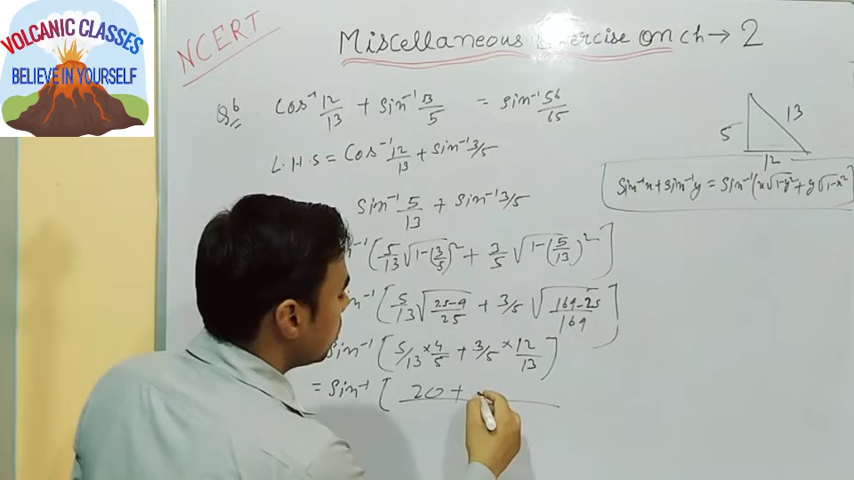 VOLCANIC CLASSES
BELIEVE IN YOURSELF
NCERT
Miscellaneous Exercise on ch → 2
Q6 cos⁻¹ 12/13 + sin⁻¹ 3/5 = sin⁻¹ 56/65
L.H.S = cos⁻¹ 12/13 + sin⁻¹ 3/5
sin⁻¹ 5/13 + sin⁻¹ 3/5
[5/13 √1-(3/5)² + 3/5 √1-(5/13)²]
sin⁻¹ [5/13 √(25-9)/25 + 3/5 √(169-25)/169]
sin⁻¹ [5/13 × 4/5 + 3/5 × 12/13]
= sin⁻¹ [20 +
5
13
12
sin⁻¹x + sin⁻¹y = sin⁻¹(x√1-y² + y√1-x²)